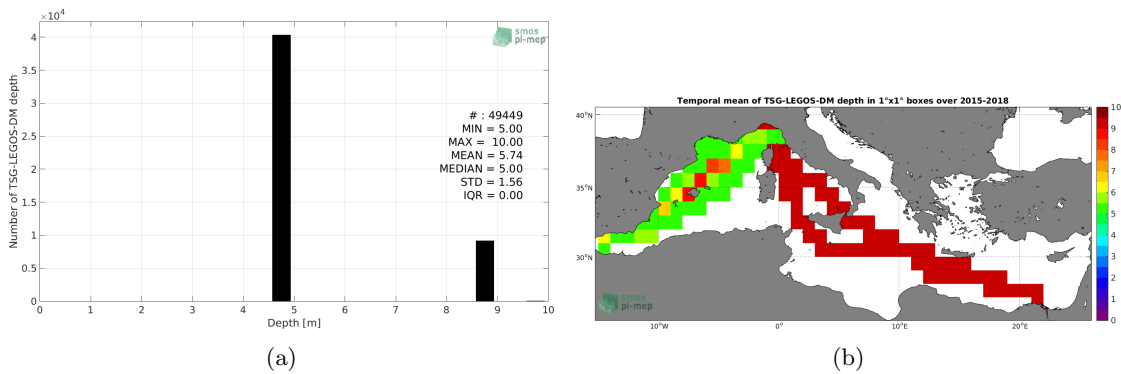 ×10⁴
4
3.5
3
2.5
2
1.5
1
0.5
0
Number of TSG-LEGOS-DM depth
smos
pi-mep
# : 49449
MIN = 5.00
MAX = 10.00
MEAN = 5.74
MEDIAN = 5.00
STD = 1.56
IQR = 0.00
0 1 2 3 4 5 6 7 8 9 10
Depth [m]
(a)
Temporal mean of TSG-LEGOS-DM depth in 1°x1° boxes over 2015-2018
40°N
35°N
30°N
10°W 0° 10°E 20°E
smos
pi-mep
10
9
8
7
6
5
4
3
2
1
0
(b)